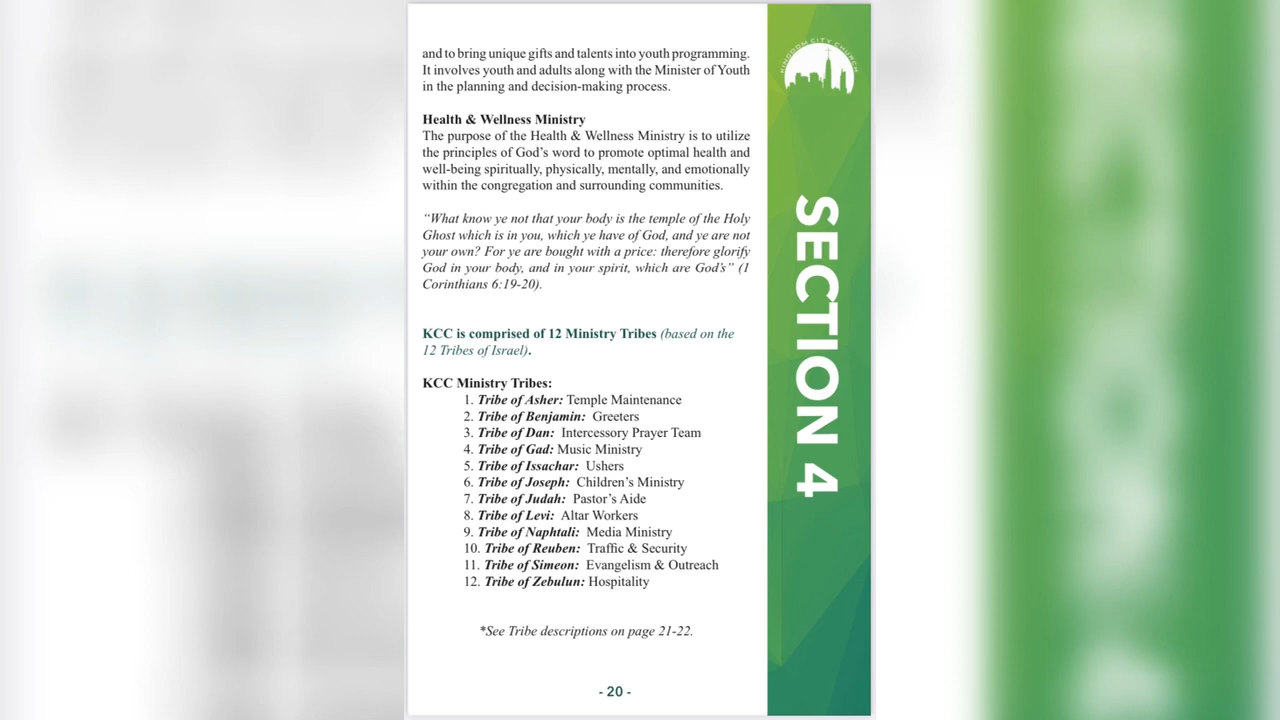 and to bring unique gifts and talents into youth programming.
It involves youth and adults along with the Minister of Youth
in the planning and decision-making process.
Health & Wellness Ministry
The purpose of the Health & Wellness Ministry is to utilize
the principles of God's word to promote optimal health and
well-being spiritually, physically, mentally, and emotionally
within the congregation and surrounding communities.
“What know ye not that your body is the temple of the Holy
Ghost which is in you, which ye have of God, and ye are not
your own? For ye are bought with a price: therefore glorify
God in your body, and in your spirit, which are God's” (1
Corinthians 6:19-20).
KCC is comprised of 12 Ministry Tribes (based on the
12 Tribes of Israel).
KCC Ministry Tribes:
1. Tribe of Asher: Temple Maintenance
2. Tribe of Benjamin: Greeters
3. Tribe of Dan: Intercessory Prayer Team
4. Tribe of Gad: Music Ministry
5. Tribe of Issachar: Ushers
6. Tribe of Joseph: Children's Ministry
7. Tribe of Judah: Pastor's Aide
8. Tribe of Levi: Altar Workers
9. Tribe of Naphtali: Media Ministry
10. Tribe of Reuben: Traffic & Security
11. Tribe of Simeon: Evangelism & Outreach
12. Tribe of Zebulun: Hospitality
*See Tribe descriptions on page 21-22.
- 20 -
KINGDOM CITY CHURCH
SECTION 4